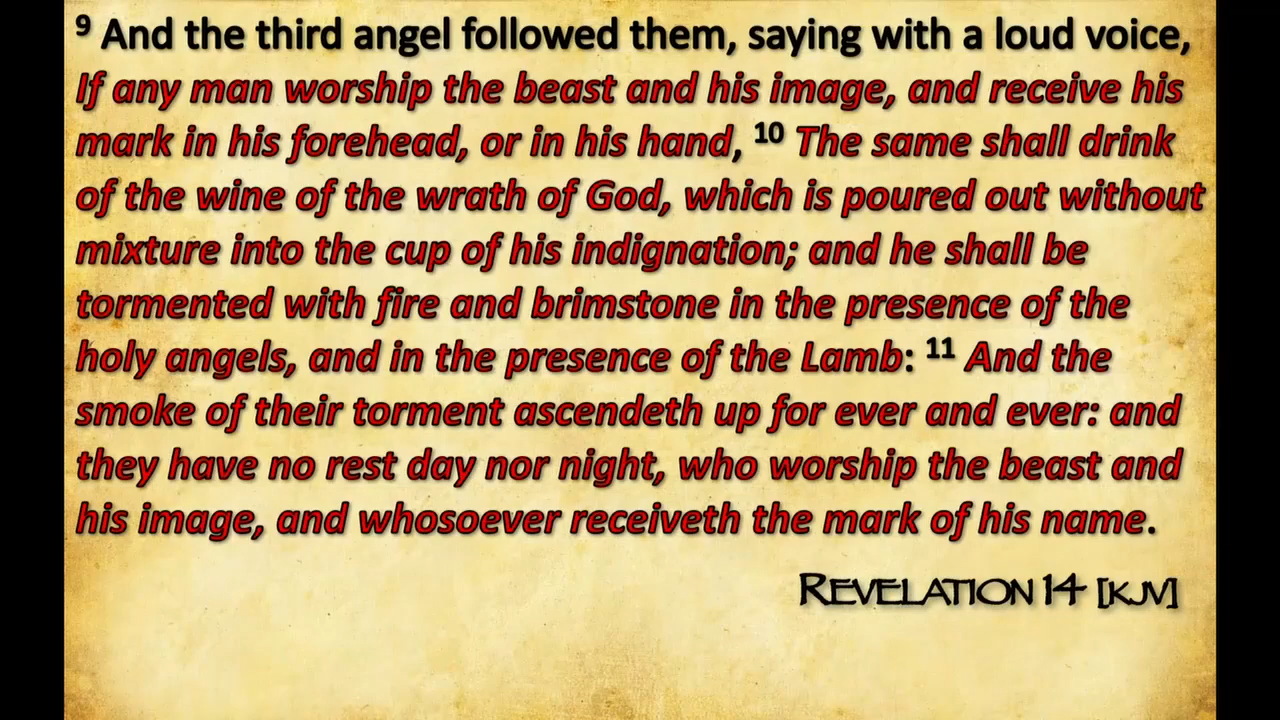 9 And the third angel followed them, saying with a loud voice,
If any man worship the beast and his image, and receive his
mark in his forehead, or in his hand, 10 The same shall drink
of the wine of the wrath of God, which is poured out without
mixture into the cup of his indignation; and he shall be
tormented with fire and brimstone in the presence of the
holy angels, and in the presence of the Lamb: 11 And the
smoke of their torment ascendeth up for ever and ever: and
they have no rest day nor night, who worship the beast and
his image, and whosoever receiveth the mark of his name.
REVELATION 14 [KJV]